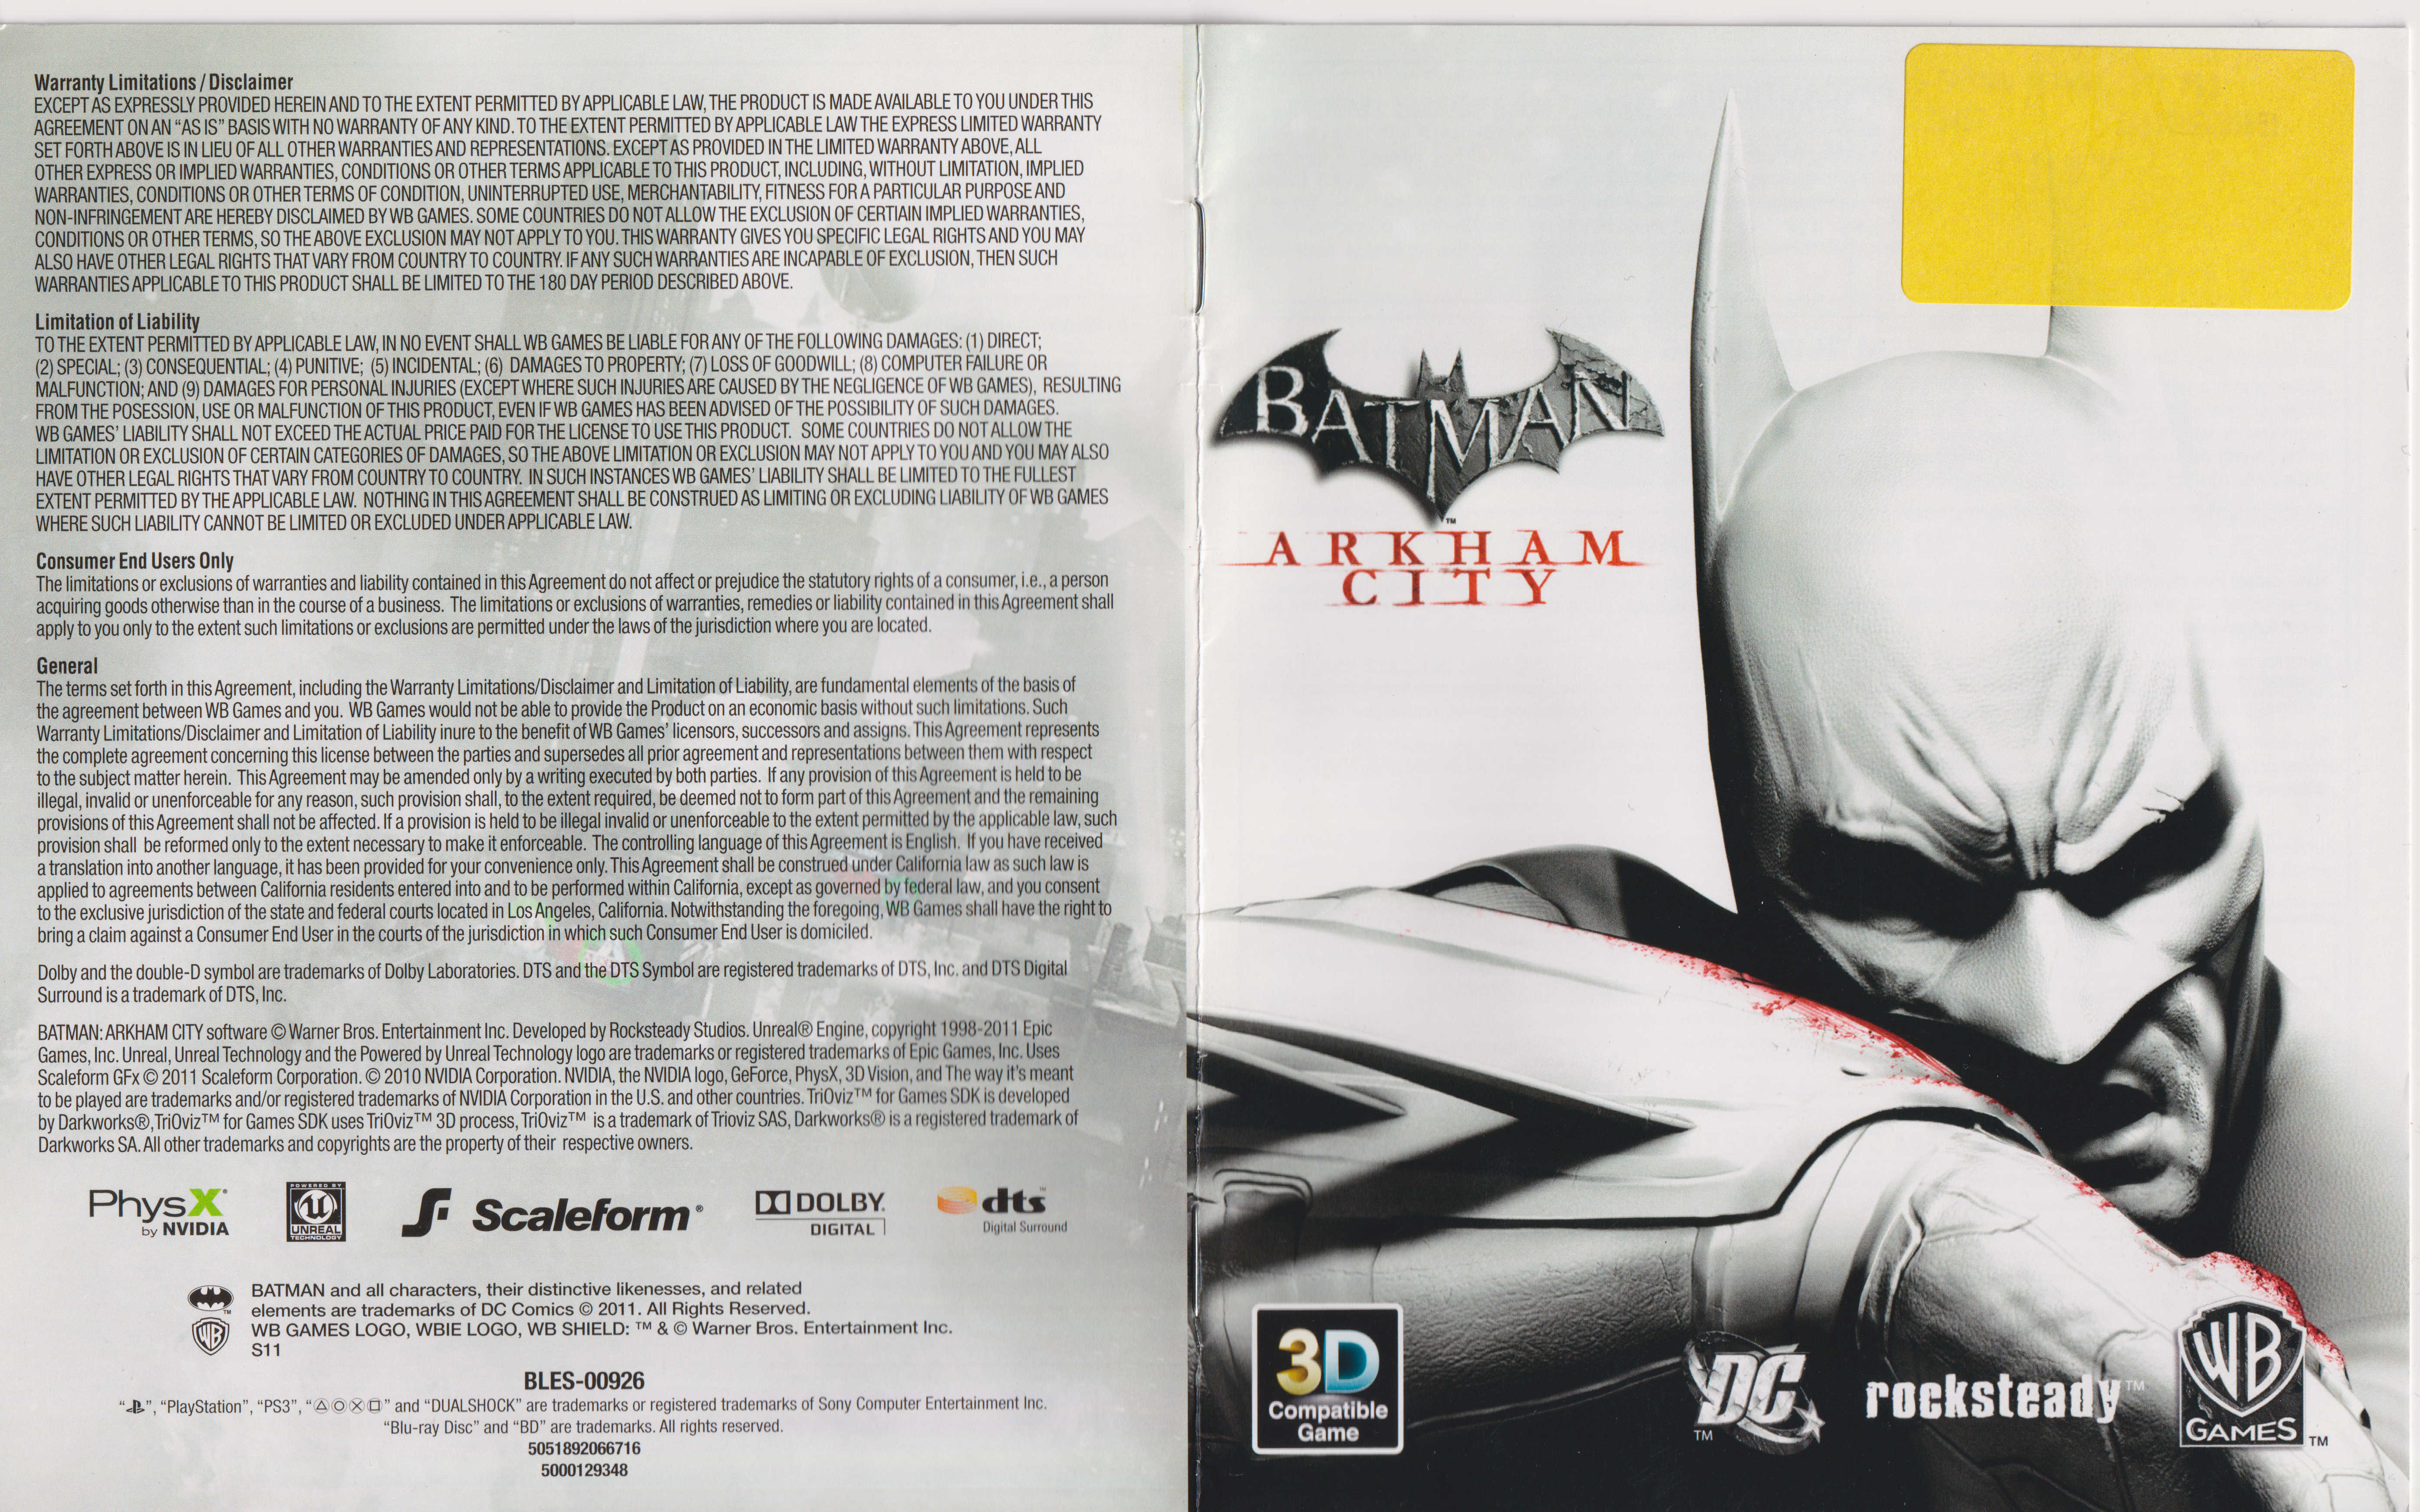 Warranty Limitations / Disclaimer
EXCEPT AS EXPRESSLY PROVIDED HEREIN AND TO THE EXTENT PERMITTED BY APPLICABLE LAW, THE PRODUCT IS MADE AVAILABLE TO YOU UNDER THIS
AGREEMENT ON AN “AS IS” BASIS WITH NO WARRANTY OF ANY KIND. TO THE EXTENT PERMITTED BY APPLICABLE LAW THE EXPRESS LIMITED WARRANTY
SET FORTH ABOVE IS IN LIEU OF ALL OTHER WARRANTIES AND REPRESENTATIONS. EXCEPT AS PROVIDED IN THE LIMITED WARRANTY ABOVE, ALL
OTHER EXPRESS OR IMPLIED WARRANTIES, CONDITIONS OR OTHER TERMS APPLICABLE TO THIS PRODUCT, INCLUDING, WITHOUT LIMITATION, IMPLIED
WARRANTIES, CONDITIONS OR OTHER TERMS OF CONDITION, UNINTERRUPTED USE, MERCHANTABILITY, FITNESS FOR A PARTICULAR PURPOSE AND
NON-INFRINGEMENT ARE HEREBY DISCLAIMED BY WB GAMES. SOME COUNTRIES DO NOT ALLOW THE EXCLUSION OF CERTIAIN IMPLIED WARRANTIES,
CONDITIONS OR OTHER TERMS, SO THE ABOVE EXCLUSION MAY NOT APPLY TO YOU. THIS WARRANTY GIVES YOU SPECIFIC LEGAL RIGHTS AND YOU MAY
ALSO HAVE OTHER LEGAL RIGHTS THAT VARY FROM COUNTRY TO COUNTRY. IF ANY SUCH WARRANTIES ARE INCAPABLE OF EXCLUSION, THEN SUCH
WARRANTIES APPLICABLE TO THIS PRODUCT SHALL BE LIMITED TO THE 180 DAY PERIOD DESCRIBED ABOVE.
Limitation of Liability
TO THE EXTENT PERMITTED BY APPLICABLE LAW, IN NO EVENT SHALL WB GAMES BE LIABLE FOR ANY OF THE FOLLOWING DAMAGES: (1) DIRECT;
(2) SPECIAL; (3) CONSEQUENTIAL; (4) PUNITIVE; (5) INCIDENTAL; (6) DAMAGES TO PROPERTY; (7) LOSS OF GOODWILL; (8) COMPUTER FAILURE OR
MALFUNCTION; AND (9) DAMAGES FOR PERSONAL INJURIES (EXCEPT WHERE SUCH INJURIES ARE CAUSED BY THE NEGLIGENCE OF WB GAMES), RESULTING
FROM THE POSESSION, USE OR MALFUNCTION OF THIS PRODUCT, EVEN IF WB GAMES HAS BEEN ADVISED OF THE POSSIBILITY OF SUCH DAMAGES.
WB GAMES’ LIABILITY SHALL NOT EXCEED THE ACTUAL PRICE PAID FOR THE LICENSE TO USE THIS PRODUCT. SOME COUNTRIES DO NOT ALLOW THE
LIMITATION OR EXCLUSION OF CERTAIN CATEGORIES OF DAMAGES, SO THE ABOVE LIMITATION OR EXCLUSION MAY NOT APPLY TO YOU AND YOU MAY ALSO
HAVE OTHER LEGAL RIGHTS THAT VARY FROM COUNTRY TO COUNTRY. IN SUCH INSTANCES WB GAMES’ LIABILITY SHALL BE LIMITED TO THE FULLEST
EXTENT PERMITTED BY THE APPLICABLE LAW. NOTHING IN THIS AGREEMENT SHALL BE CONSTRUED AS LIMITING OR EXCLUDING LIABILITY OF WB GAMES
WHERE SUCH LIABILITY CANNOT BE LIMITED OR EXCLUDED UNDER APPLICABLE LAW.
Consumer End Users Only
The limitations or exclusions of warranties and liability contained in this Agreement do not affect or prejudice the statutory rights of a consumer, i.e., a person
acquiring goods otherwise than in the course of a business. The limitations or exclusions of warranties, remedies or liability contained in this Agreement shall
apply to you only to the extent such limitations or exclusions are permitted under the laws of the jurisdiction where you are located.
General
The terms set forth in this Agreement, including the Warranty Limitations/Disclaimer and Limitation of Liability, are fundamental elements of the basis of
the agreement between WB Games and you. WB Games would not be able to provide the Product on an economic basis without such limitations. Such
Warranty Limitations/Disclaimer and Limitation of Liability inure to the benefit of WB Games’ licensors, successors and assigns. This Agreement represents
the complete agreement concerning this license between the parties and supersedes all prior agreement and representations between them with respect
to the subject matter herein. This Agreement may be amended only by a writing executed by both parties. If any provision of this Agreement is held to be
illegal, invalid or unenforceable for any reason, such provision shall, to the extent required, be deemed not to form part of this Agreement and the remaining
provisions of this Agreement shall not be affected. If a provision is held to be illegal invalid or unenforceable to the extent permitted by the applicable law, such
provision shall be reformed only to the extent necessary to make it enforceable. The controlling language of this Agreement is English. If you have received
a translation into another language, it has been provided for your convenience only. This Agreement shall be construed under California law as such law is
applied to agreements between California residents entered into and to be performed within California, except as governed by federal law, and you consent
to the exclusive jurisdiction of the state and federal courts located in Los Angeles, California. Notwithstanding the foregoing, WB Games shall have the right to
bring a claim against a Consumer End User in the courts of the jurisdiction in which such Consumer End User is domiciled.
Dolby and the double-D symbol are trademarks of Dolby Laboratories. DTS and the DTS Symbol are registered trademarks of DTS, Inc. and DTS Digital
Surround is a trademark of DTS, Inc.
BATMAN: ARKHAM CITY software © Warner Bros. Entertainment Inc. Developed by Rocksteady Studios. Unreal® Engine, copyright 1998-2011 Epic
Games, Inc. Unreal, Unreal Technology and the Powered by Unreal Technology logo are trademarks or registered trademarks of Epic Games, Inc. Uses
Scaleform GFx © 2011 Scaleform Corporation. © 2010 NVIDIA Corporation. NVIDIA, the NVIDIA logo, GeForce, PhysX, 3D Vision, and The way it’s meant
to be played are trademarks and/or registered trademarks of NVIDIA Corporation in the U.S. and other countries. TriOviz™ for Games SDK is developed
by Darkworks®,TriOviz™ for Games SDK uses TriOviz™ 3D process, TriOviz™ is a trademark of Trioviz SAS, Darkworks® is a registered trademark of
Darkworks SA. All other trademarks and copyrights are the property of their respective owners.
PhysX® by NVIDIA
POWERED BY UNREAL TECHNOLOGY
Scaleform®
DOLBY® DIGITAL
dts™ Digital Surround
BATMAN and all characters, their distinctive likenesses, and related
elements are trademarks of DC Comics © 2011. All Rights Reserved.
WB GAMES LOGO, WBIE LOGO, WB SHIELD: ™ & © Warner Bros. Entertainment Inc.
S11
BLES-00926
“ ”, “PlayStation”, “PS3”, “△○✕□” and “DUALSHOCK” are trademarks or registered trademarks of Sony Computer Entertainment Inc.
“Blu-ray Disc” and “BD” are trademarks. All rights reserved.
5051892066716
5000129348
BATMAN™
ARKHAM
CITY
3D
Compatible
Game
DC™
rocksteady™
WB
GAMES™